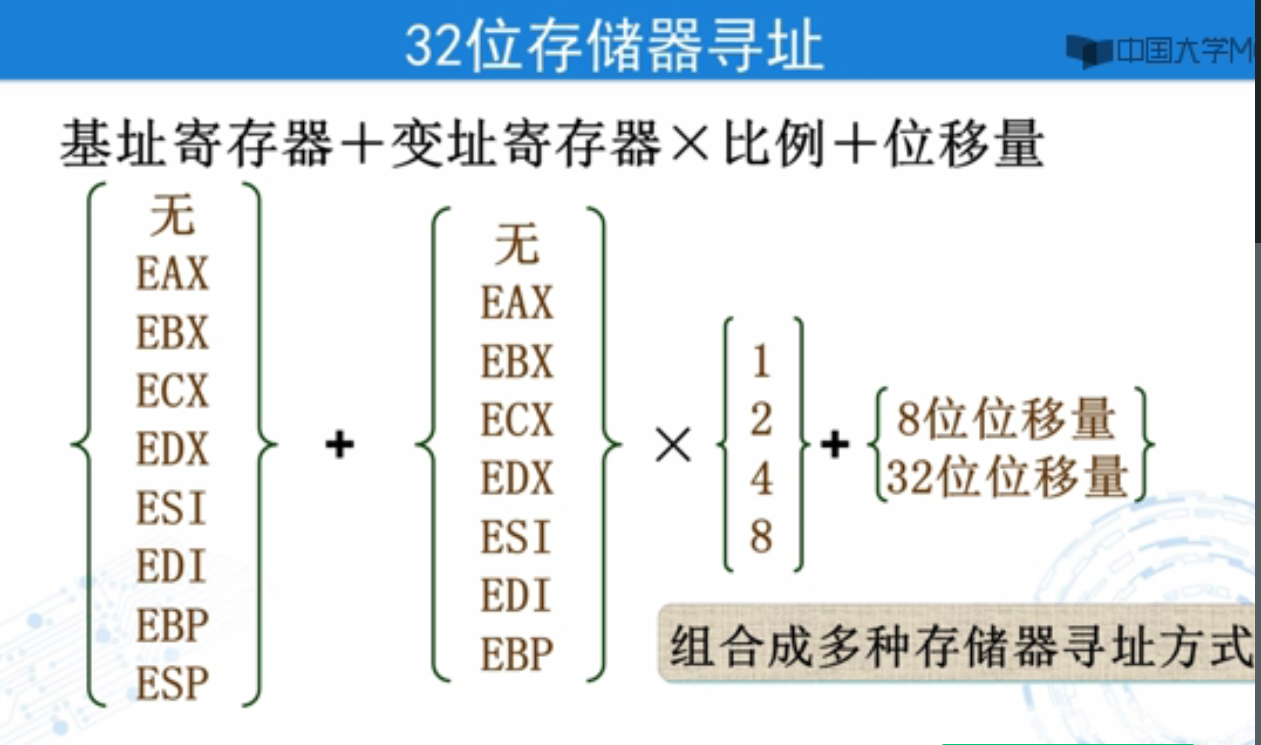 32位存储器寻址
中国大学M
基址寄存器＋变址寄存器×比例＋位移量
无
EAX
EBX
ECX
EDX
ESI
EDI
EBP
ESP
+
无
EAX
EBX
ECX
EDX
ESI
EDI
EBP
×
1
2
4
8
+
8位位移量
32位位移量
组合成多种存储器寻址方式